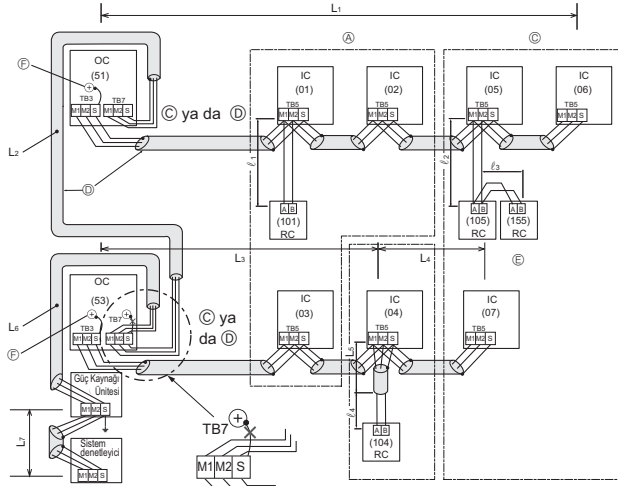 L1
Ⓐ
Ⓒ
Ⓕ
OC
(51)
TB3
TB7
M1 M2 S
M1 M2 S
Ⓒ ya da Ⓓ
IC
(01)
TB5
M1 M2 S
IC
(02)
TB5
M1 M2 S
IC
(05)
TB5
M1 M2 S
IC
(06)
TB5
M1 M2 S
L2
Ⓓ
ℓ1
ℓ2
ℓ3
A B
(101)
RC
A B
(105)
RC
A B
(155)
RC
L3
L4
Ⓔ
L6
OC
(53)
TB3
TB7
M1 M2 S
M1 M2 S
Ⓕ
Ⓒ ya
da Ⓓ
IC
(03)
TB5
M1 M2 S
IC
(04)
TB5
M1 M2 S
IC
(07)
TB5
M1 M2 S
L5
ℓ4
A B
(104)
RC
Güç Kaynağı
Ünitesi
M1 M2 S
L7
Sistem
denetleyici
M1 M2 S
TB7
M1 M2 S